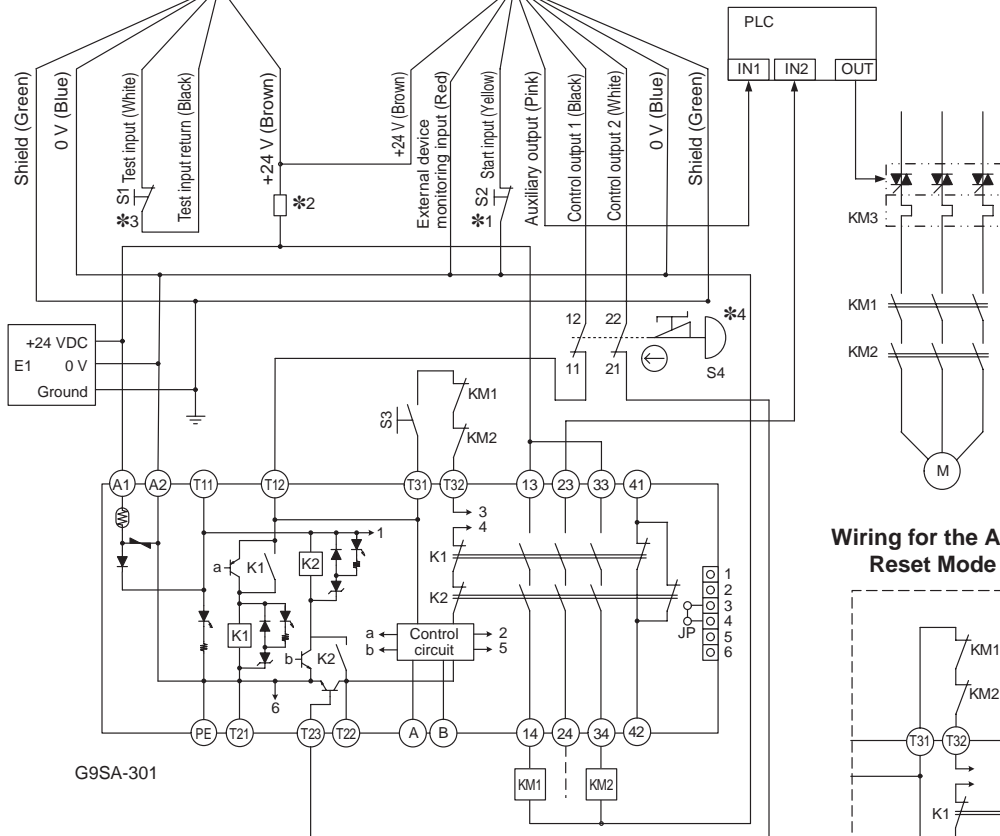 PLC
IN1
IN2
OUT
Shield (Green)
0 V (Blue)
Test input (White)
S1
*3
Test input return (Black)
+24 V (Brown)
*2
+24 V (Brown)
External device
monitoring input (Red)
Start input (Yellow)
S2
*1
Auxiliary output (Pink)
Control output 1 (Black)
Control output 2 (White)
0 V (Blue)
Shield (Green)
KM3
KM1
KM2
M
12
22
*4
11
21
S4
+24 VDC
E1
0 V
Ground
S3
KM1
KM2
A1
A2
T11
T12
T31
T32
13
23
33
41
3
4
1
a
K1
K2
K1
K2
K1
b
K2
a
b
Control
circuit
2
5
6
JP
1
2
3
4
5
6
PE
T21
T23
T22
A
B
14
24
34
42
G9SA-301
KM1
KM2
Wiring for the A
Reset Mode
KM1
KM2
T31
T32
K1